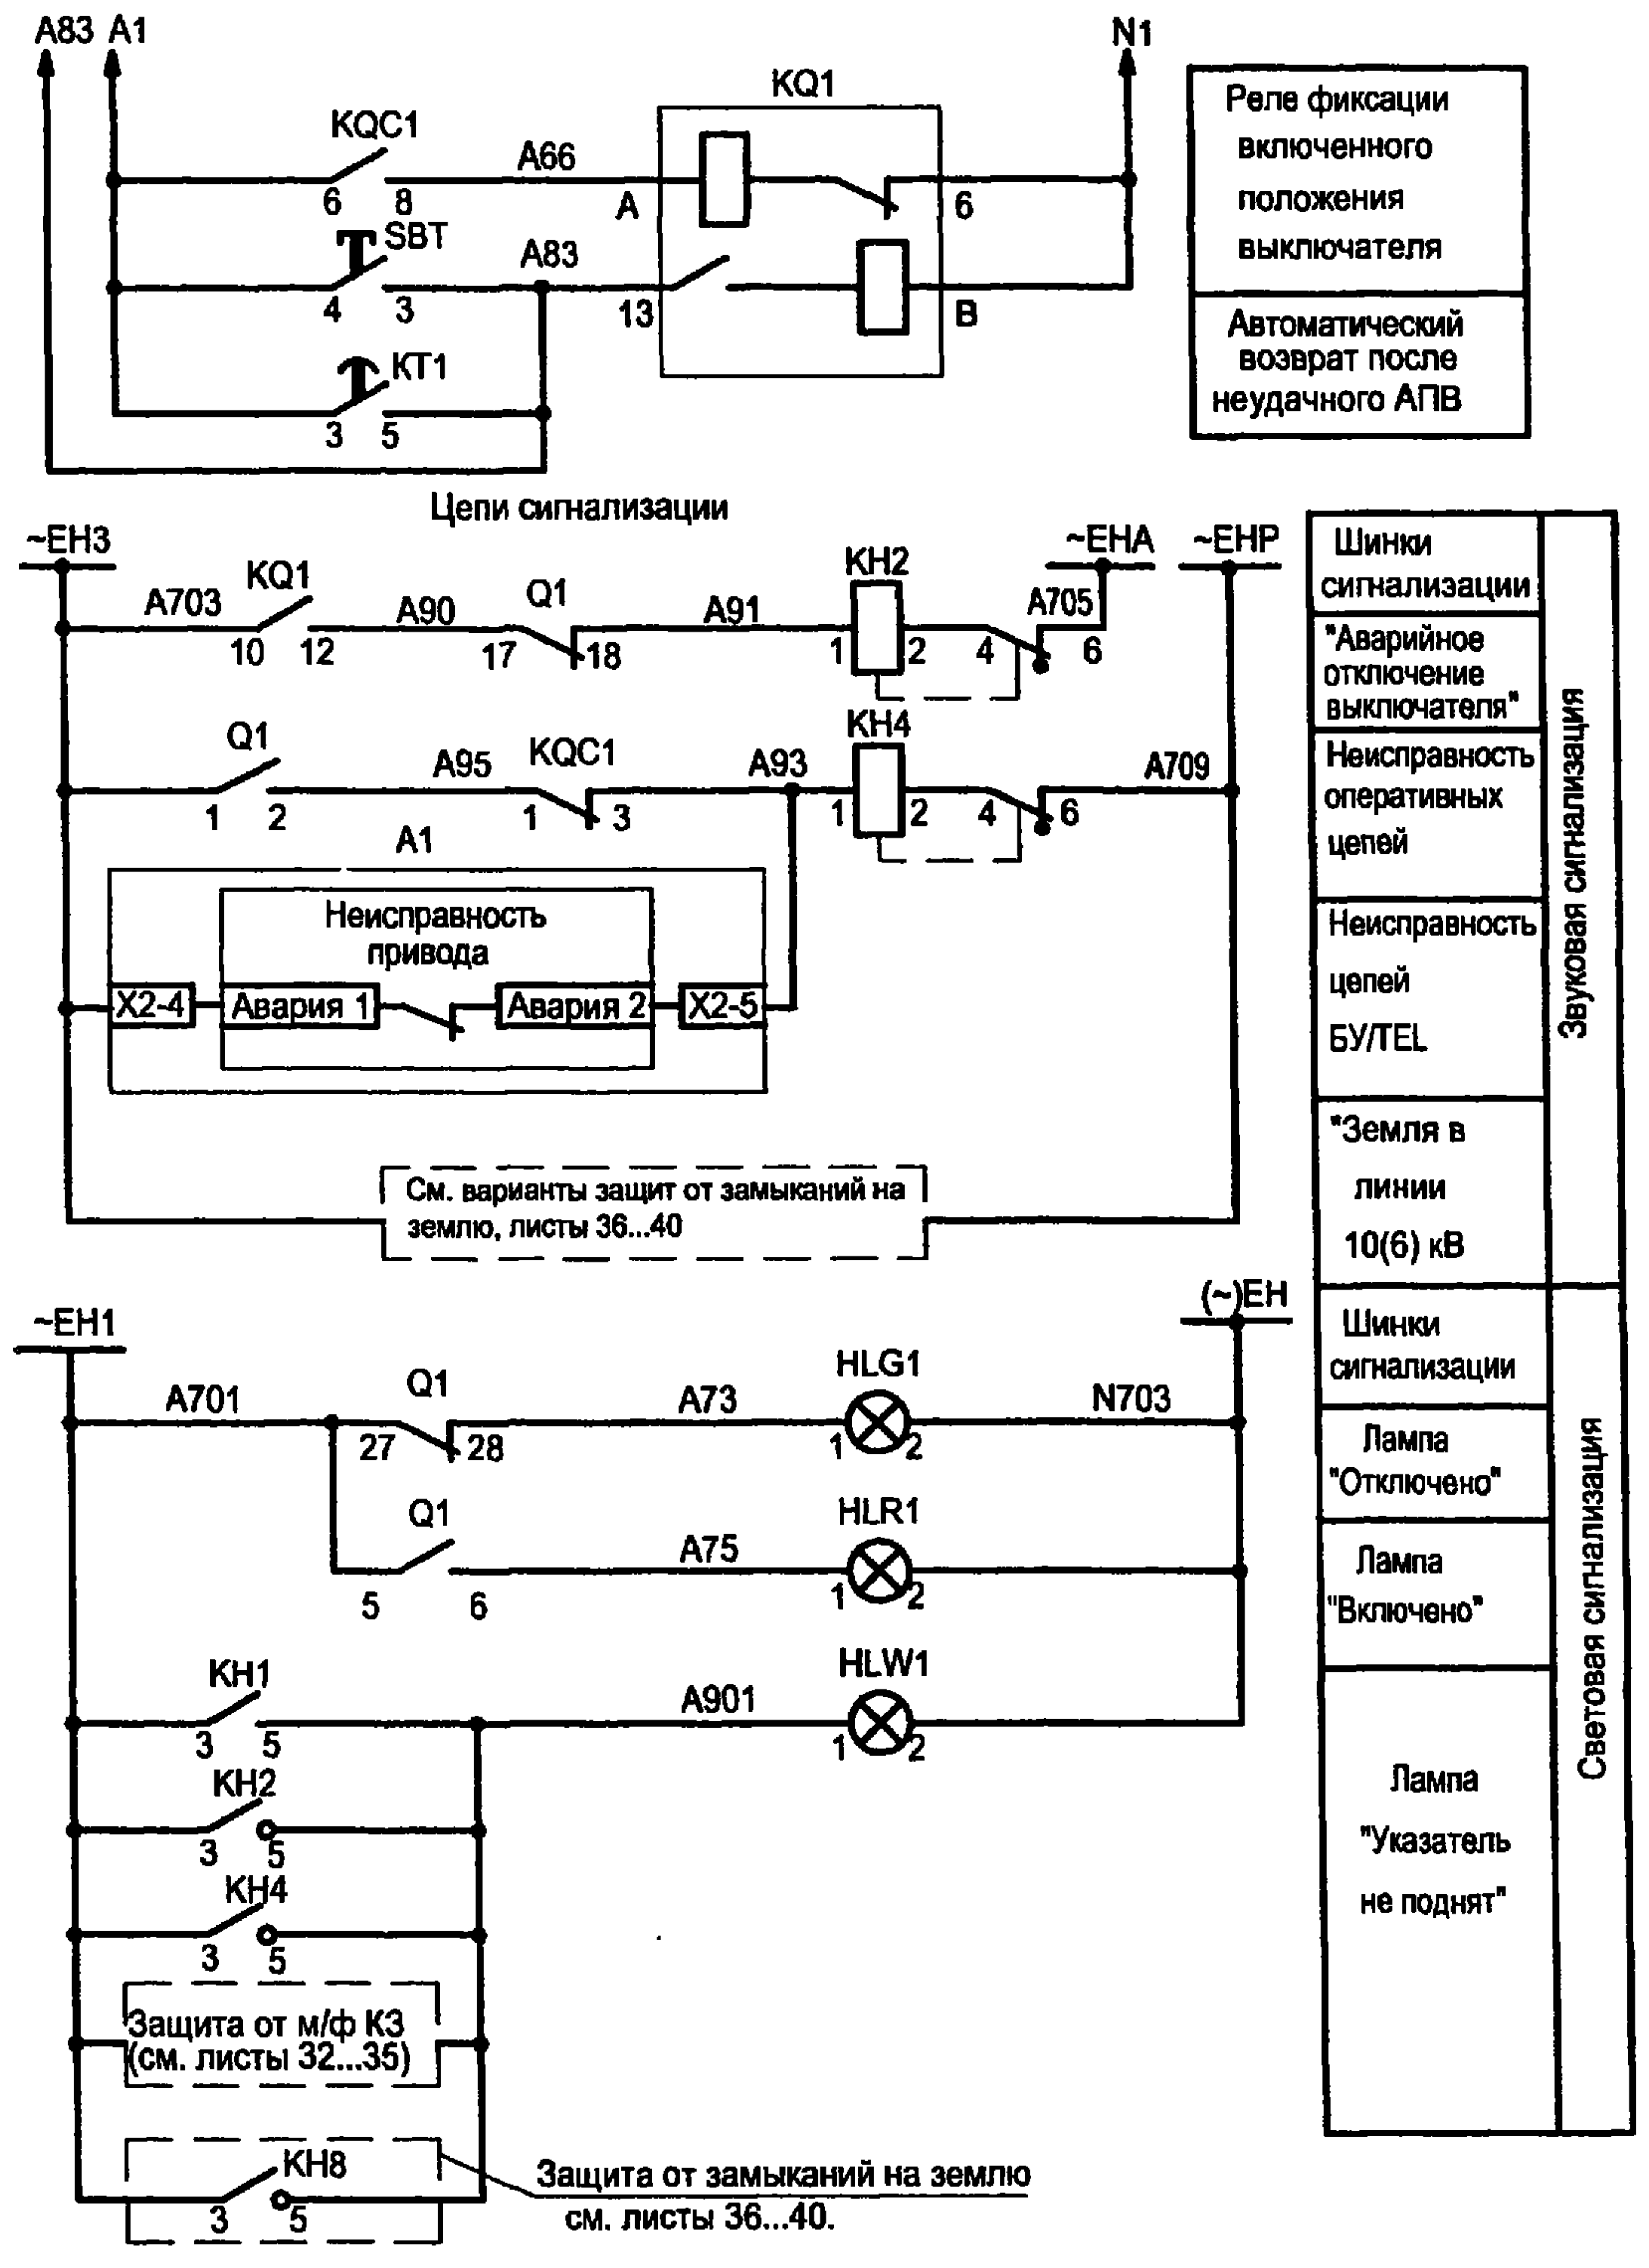 A83 A1
N1
KQ1
KQC1
A66
6 8
A
6
SBT
A83
4 3
13
B
KT1
3 5
Реле фиксации
включенного
положения
выключателя
Автоматический
возврат после
неудачного АПВ
Цепи сигнализации
~EH3
~EHA
~EHP
A703
KQ1
10 12
A90
Q1
17 18
A91
KH2
1 2
4
A705
6
Q1
1 2
A95
KQC1
1 3
A93
KH4
1 2
4 6
A709
A1
Неисправность
привода
X2-4
Авария 1
Авария 2
X2-5
См. варианты защит от замыканий на
землю, листы 36...40
Шинки
сигнализации
"Аварийное
отключение
выключателя"
Неисправность
оперативных
цепей
Неисправность
цепей
БУ/TEL
"Земля в
линии
10(6) кВ
Звуковая сигнализация
~EH1
(~)EH
A701
Q1
27 28
A73
HLG1
1 2
N703
Q1
5 6
A75
HLR1
1 2
KH1
3 5
A901
HLW1
1 2
KH2
3 5
KH4
3 5
Защита от м/ф КЗ
(см. листы 32...35)
KH8
3 5
Защита от замыканий на землю
см. листы 36...40.
Шинки
сигнализации
Лампа
"Отключено"
Лампа
"Включено"
Лампа
"Указатель
не поднят"
Световая сигнализация